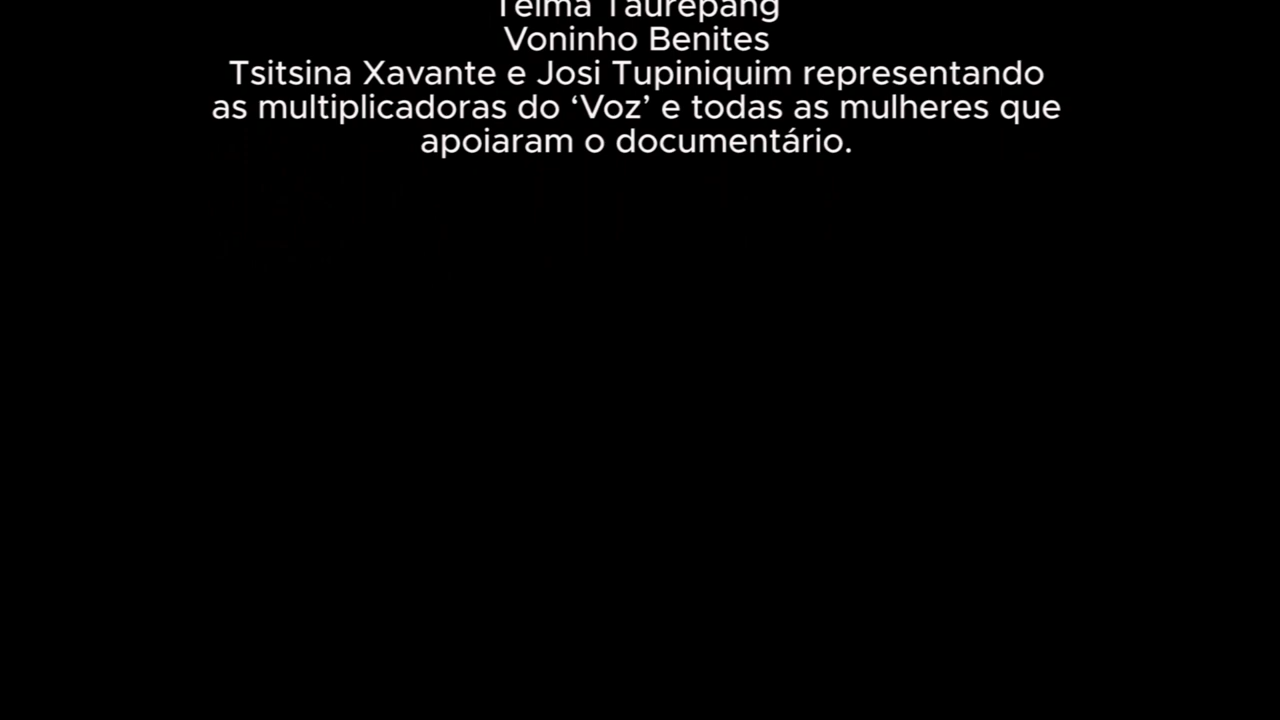 Telma Taurepang
Voninho Benites
Tsitsina Xavante e Josi Tupiniquim representando
as multiplicadoras do ‘Voz’ e todas as mulheres que
apoiaram o documentário.